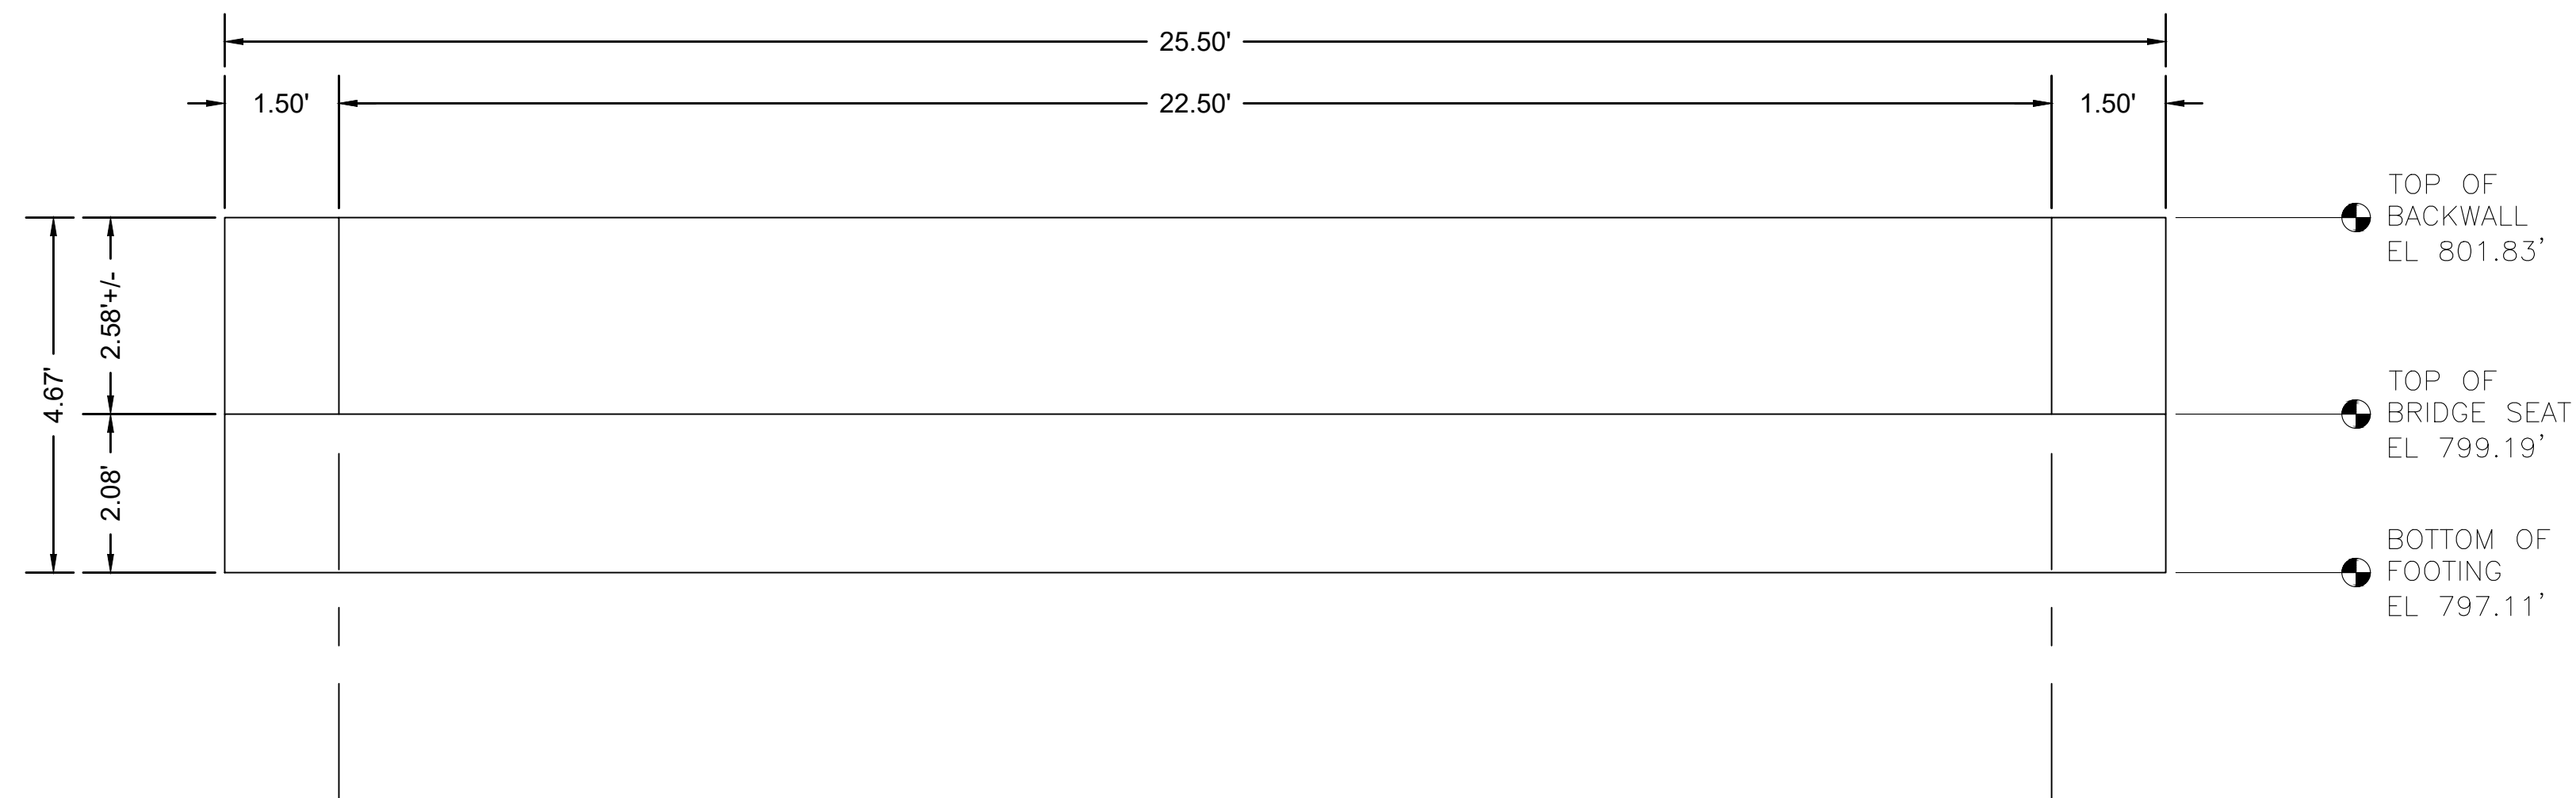 25.50'
1.50'
22.50'
1.50'
TOP OF
BACKWALL
EL 801.83'
2.58'+/-
4.67'
TOP OF
BRIDGE SEAT
EL 799.19'
2.08'
BOTTOM OF
FOOTING
EL 797.11'